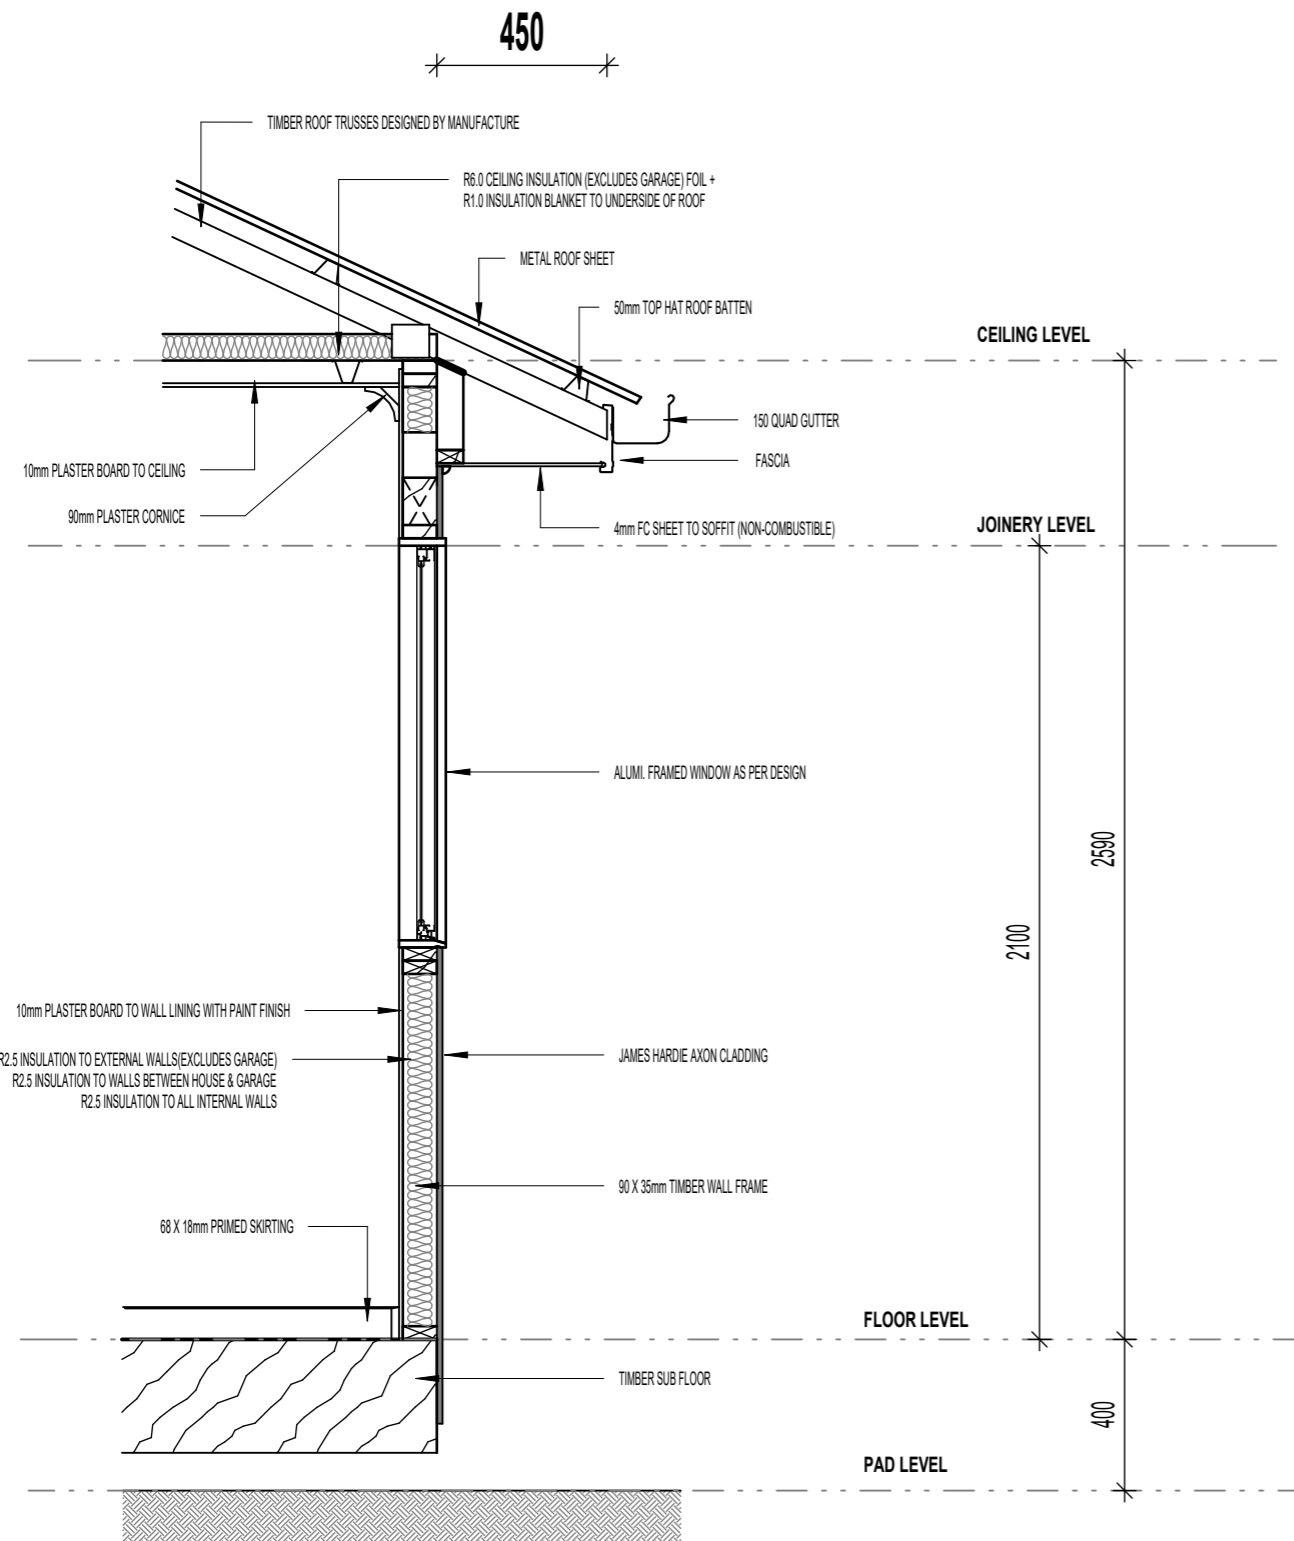 450
TIMBER ROOF TRUSSES DESIGNED BY MANUFACTURE
R6.0 CEILING INSULATION (EXCLUDES GARAGE) FOIL +
R1.0 INSULATION BLANKET TO UNDERSIDE OF ROOF
METAL ROOF SHEET
50mm TOP HAT ROOF BATTEN
CEILING LEVEL
150 QUAD GUTTER
FASCIA
10mm PLASTER BOARD TO CEILING
90mm PLASTER CORNICE
4mm FC SHEET TO SOFFIT (NON-COMBUSTIBLE)
JOINERY LEVEL
ALUMI. FRAMED WINDOW AS PER DESIGN
2590
2100
10mm PLASTER BOARD TO WALL LINING WITH PAINT FINISH
R2.5 INSULATION TO EXTERNAL WALLS(EXCLUDES GARAGE)
R2.5 INSULATION TO WALLS BETWEEN HOUSE & GARAGE
R2.5 INSULATION TO ALL INTERNAL WALLS
JAMES HARDIE AXON CLADDING
90 X 35mm TIMBER WALL FRAME
68 X 18mm PRIMED SKIRTING
FLOOR LEVEL
TIMBER SUB FLOOR
400
PAD LEVEL